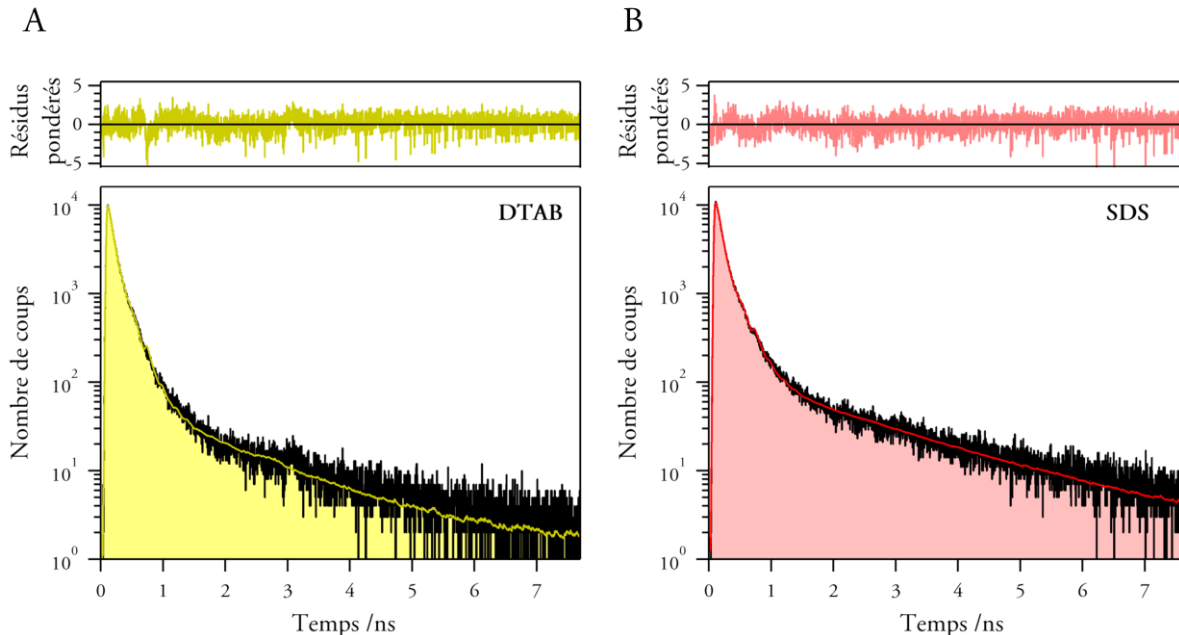 A
Résidus
pondérés
5
0
-5
DTAB
Nombre de coups
10^4
10^3
10^2
10^1
10^0
0 1 2 3 4 5 6 7
Temps /ns
B
Résidus
pondérés
5
0
-5
SDS
Nombre de coups
10^4
10^3
10^2
10^1
10^0
0 1 2 3 4 5 6 7
Temps /ns